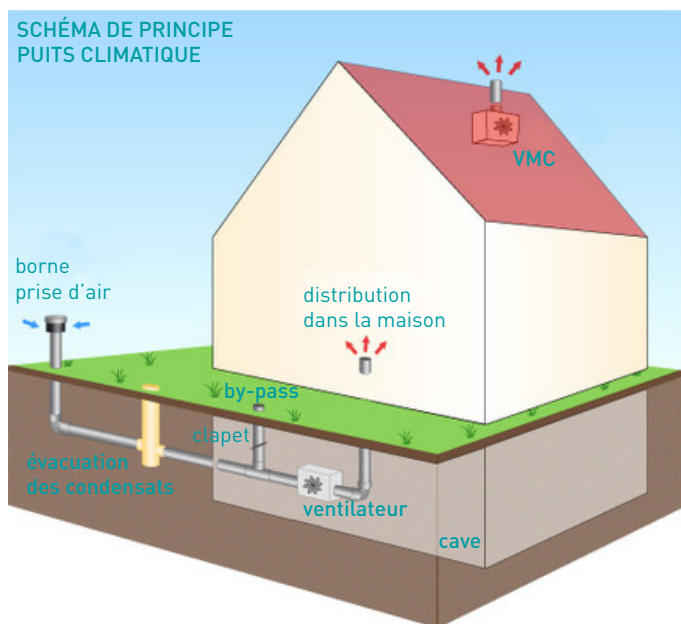 SCHÉMA DE PRINCIPE
PUITS CLIMATIQUE
VMC
borne
prise d'air
distribution
dans la maison
by-pass
clapet
évacuation
des condensats
ventilateur
cave